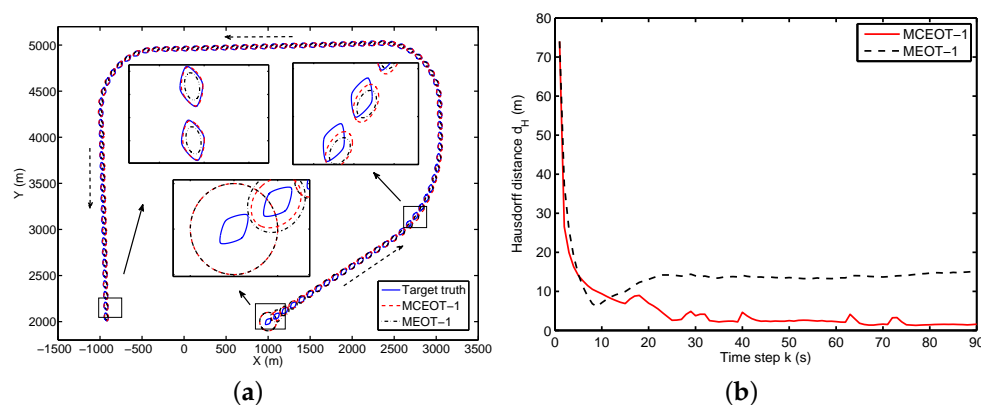 5000
4500
4000
3500
3000
2500
2000
Y (m)
−1500 −1000 −500 0 500 1000 1500 2000 2500 3000 3500
X (m)
Target truth
MCEOT−1
MEOT−1
(a)
80
70
60
50
40
30
20
10
0
Hausdorff distance d_H (m)
0 10 20 30 40 50 60 70 80 90
Time step k (s)
MCEOT−1
MEOT−1
(b)